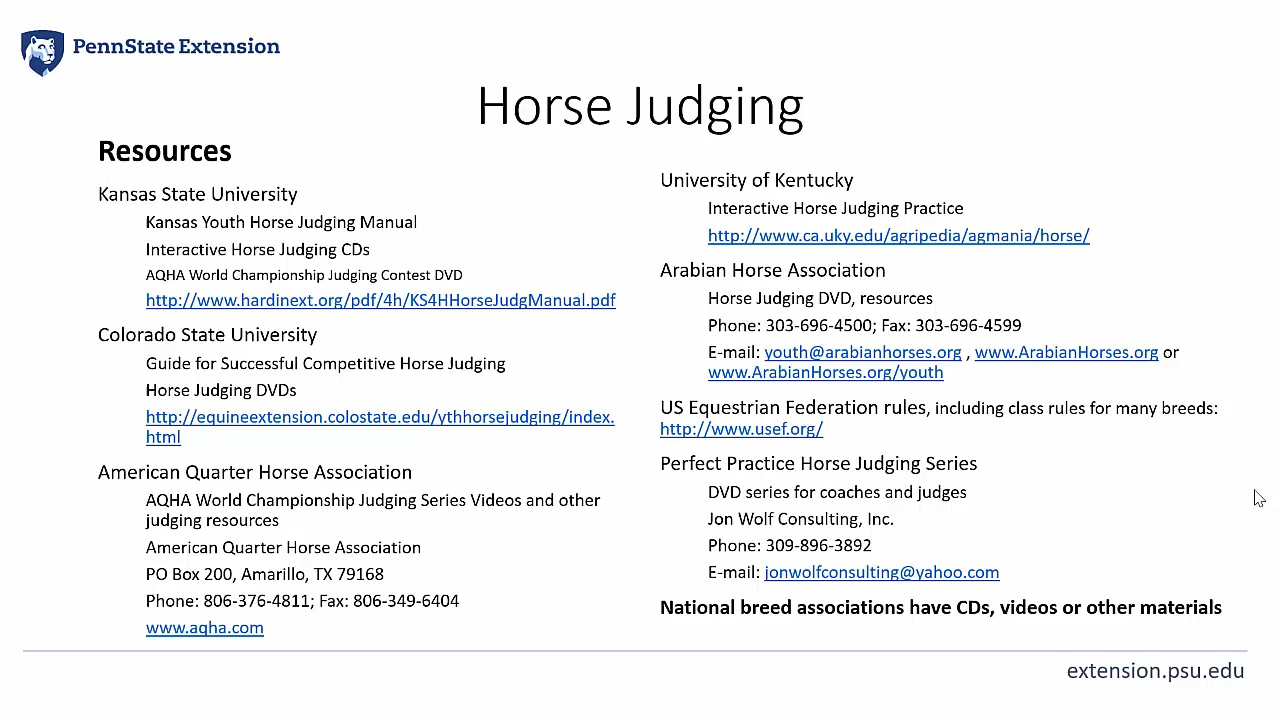 PennState Extension
Horse Judging
Resources
Kansas State University
Kansas Youth Horse Judging Manual
Interactive Horse Judging CDs
AQHA World Championship Judging Contest DVD
http://www.hardinext.org/pdf/4h/KS4HHorseJudgManual.pdf
Colorado State University
Guide for Successful Competitive Horse Judging
Horse Judging DVDs
http://equineextension.colostate.edu/ythhorsejudging/index.
html
American Quarter Horse Association
AQHA World Championship Judging Series Videos and other
judging resources
American Quarter Horse Association
PO Box 200, Amarillo, TX 79168
Phone: 806-376-4811; Fax: 806-349-6404
www.aqha.com
University of Kentucky
Interactive Horse Judging Practice
http://www.ca.uky.edu/agripedia/agmania/horse/
Arabian Horse Association
Horse Judging DVD, resources
Phone: 303-696-4500; Fax: 303-696-4599
E-mail: youth@arabianhorses.org , www.ArabianHorses.org or
www.ArabianHorses.org/youth
US Equestrian Federation rules, including class rules for many breeds:
http://www.usef.org/
Perfect Practice Horse Judging Series
DVD series for coaches and judges
Jon Wolf Consulting, Inc.
Phone: 309-896-3892
E-mail: jonwolfconsulting@yahoo.com
National breed associations have CDs, videos or other materials
extension.psu.edu